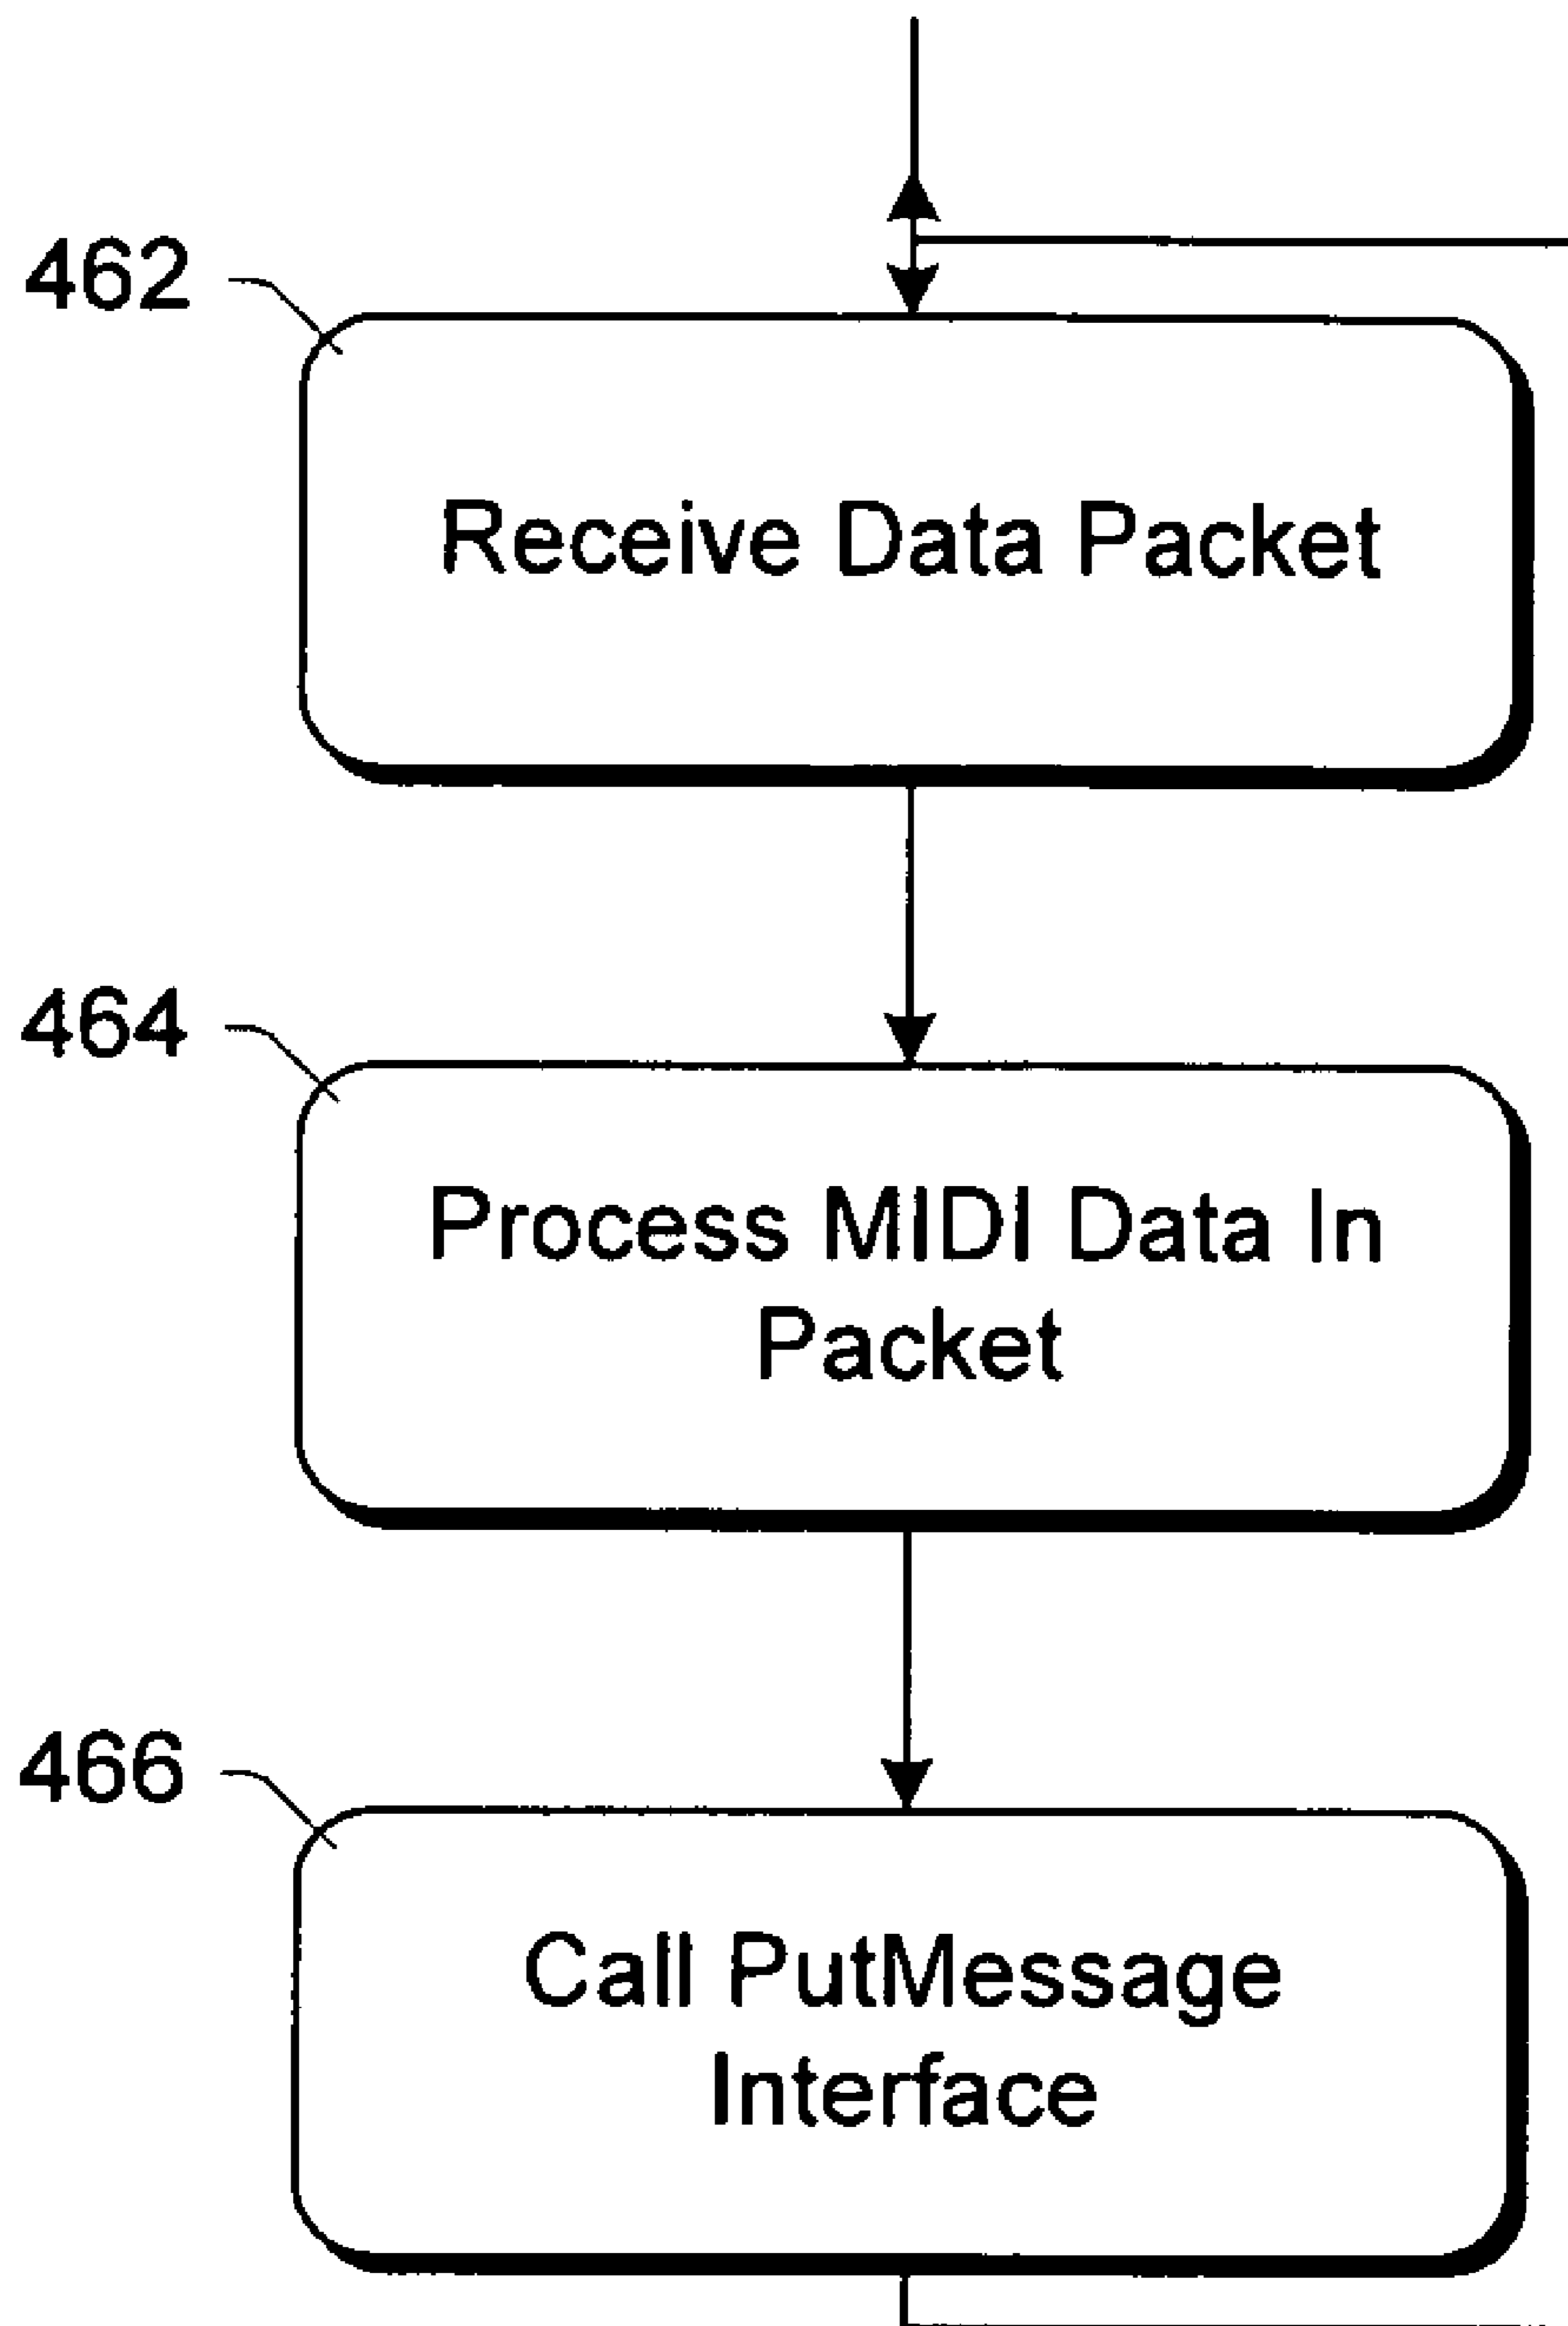 462
Receive Data Packet
464
Process MIDI Data In
Packet
466
Call PutMessage
Interface